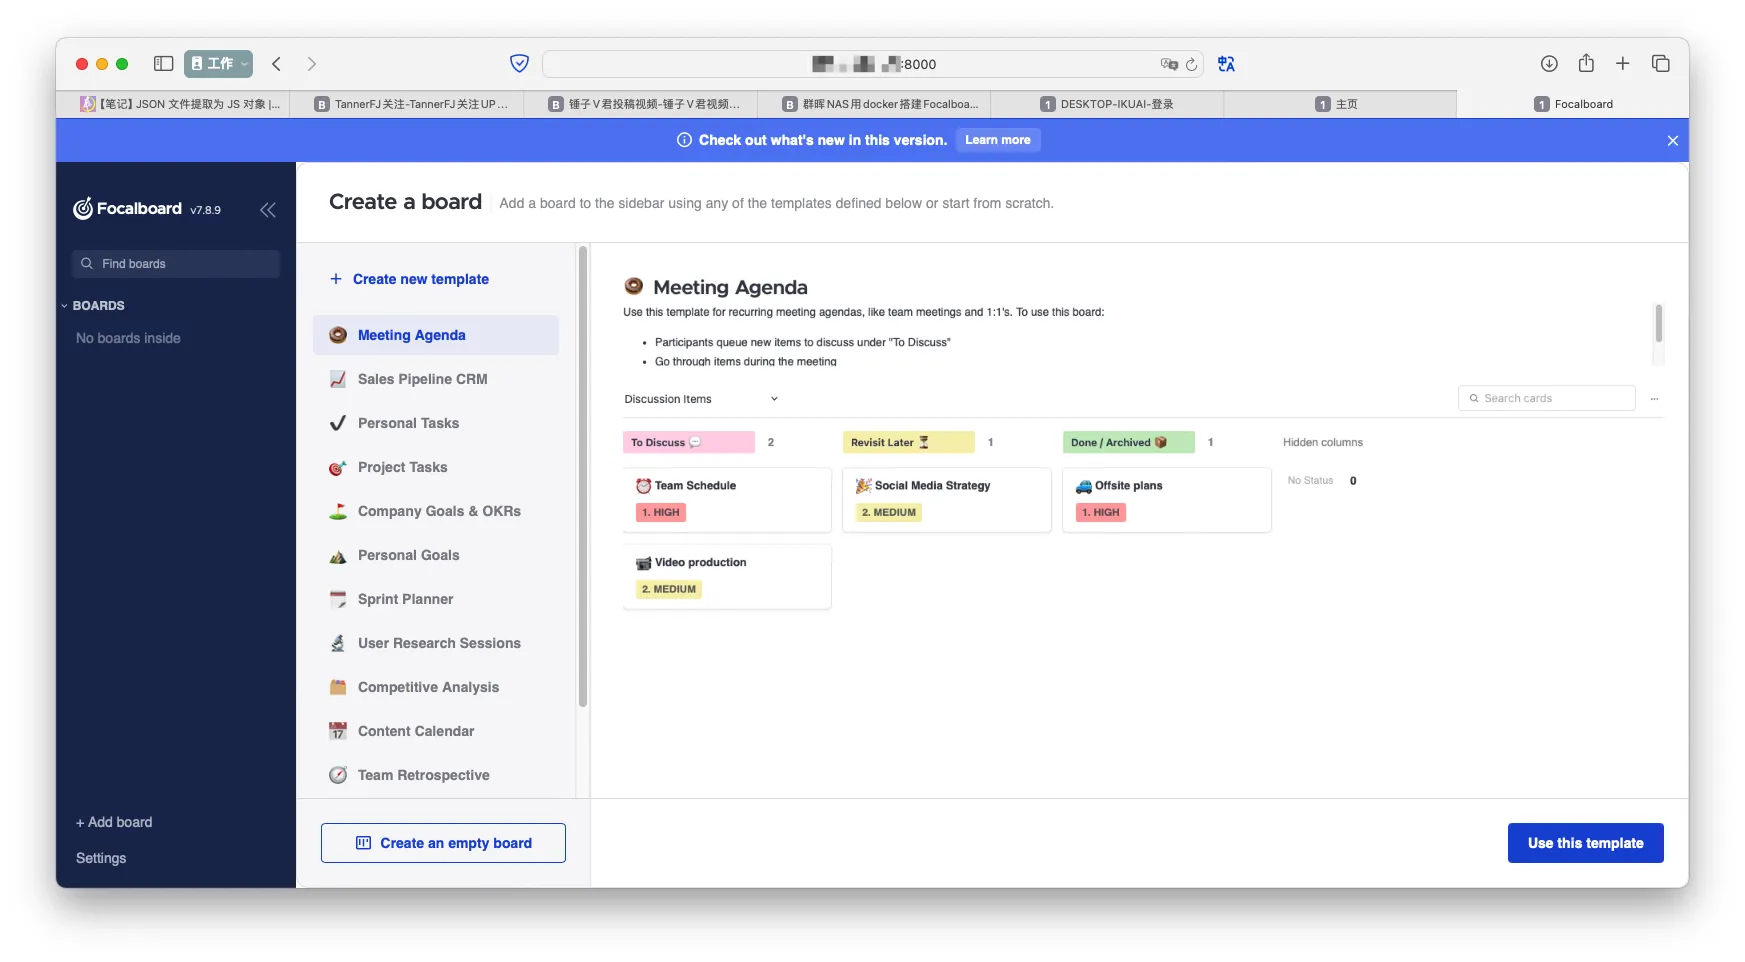 工作
:8000
【笔记】JSON 文件提取为 JS 对象 |...
B TannerFJ关注-TannerFJ关注UP...
B 锤子V君投稿视频-锤子V君视频...
B 群晖NAS用docker搭建Focalboa...
1 DESKTOP-IKUAI-登录
1 主页
1 Focalboard
Check out what's new in this version. Learn more
Focalboard v7.8.9
Find boards
BOARDS
No boards inside
+ Add board
Settings
Create a board
Add a board to the sidebar using any of the templates defined below or start from scratch.
+ Create new template
Meeting Agenda
Sales Pipeline CRM
Personal Tasks
Project Tasks
Company Goals & OKRs
Personal Goals
Sprint Planner
User Research Sessions
Competitive Analysis
17 Content Calendar
Team Retrospective
Create an empty board
Meeting Agenda
Use this template for recurring meeting agendas, like team meetings and 1:1's. To use this board:
• Participants queue new items to discuss under "To Discuss"
• Go through items during the meeting
Discussion Items
Search cards
...
To Discuss 💬 2
Revisit Later ⏳ 1
Done / Archived 📦 1
Hidden columns
Team Schedule
1. HIGH
Social Media Strategy
2. MEDIUM
Offsite plans
1. HIGH
No Status 0
Video production
2. MEDIUM
Use this template